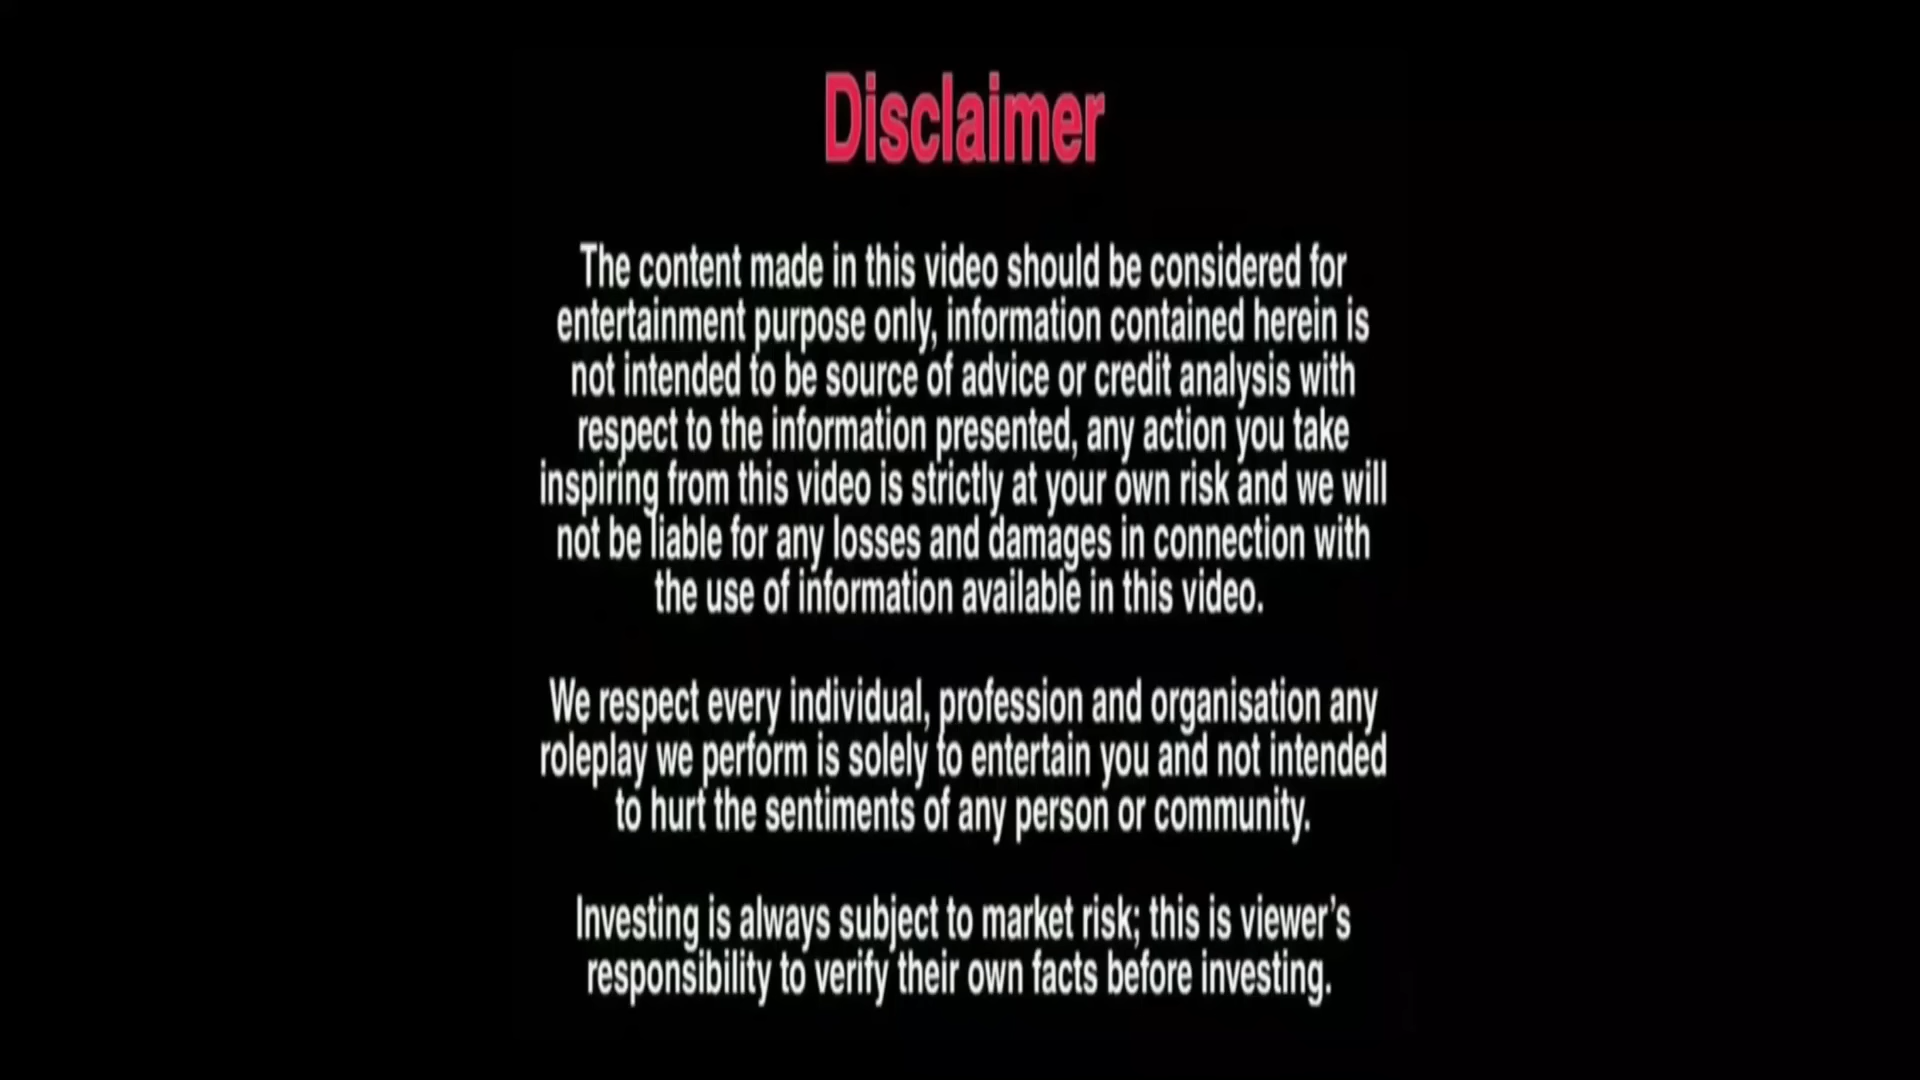 Disclaimer
The content made in this video should be considered for
entertainment purpose only, information contained herein is
not intended to be source of advice or credit analysis with
respect to the information presented, any action you take
inspiring from this video is strictly at your own risk and we will
not be liable for any losses and damages in connection with
the use of information available in this video.
We respect every individual, profession and organisation any
roleplay we perform is solely to entertain you and not intended
to hurt the sentiments of any person or community.
Investing is always subject to market risk; this is viewer’s
responsibility to verify their own facts before investing.